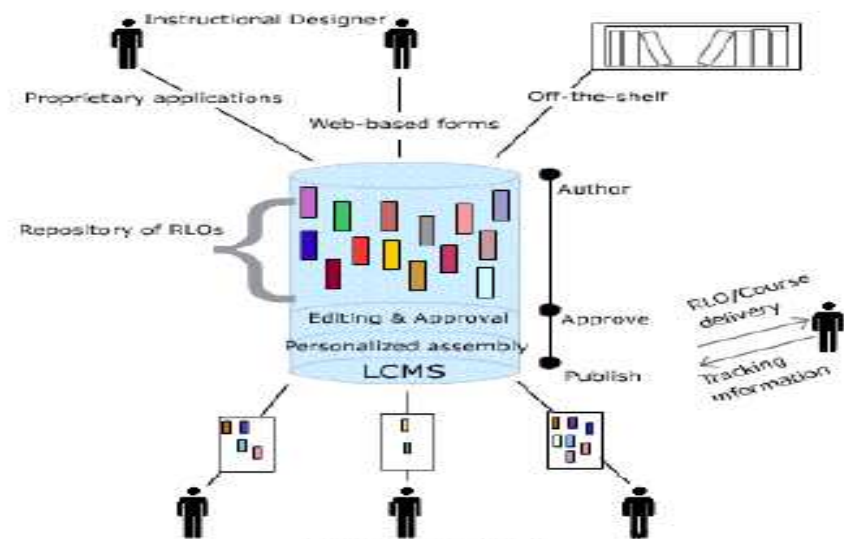 Instructional Designer
Proprietary applications
Web-based forms
Off-the-shelf
Author
Repository of RLOs
Editing & Approval
Approve
RLO/Course
delivery
Personalized assembly
LCMS
Publish
Tracking
information